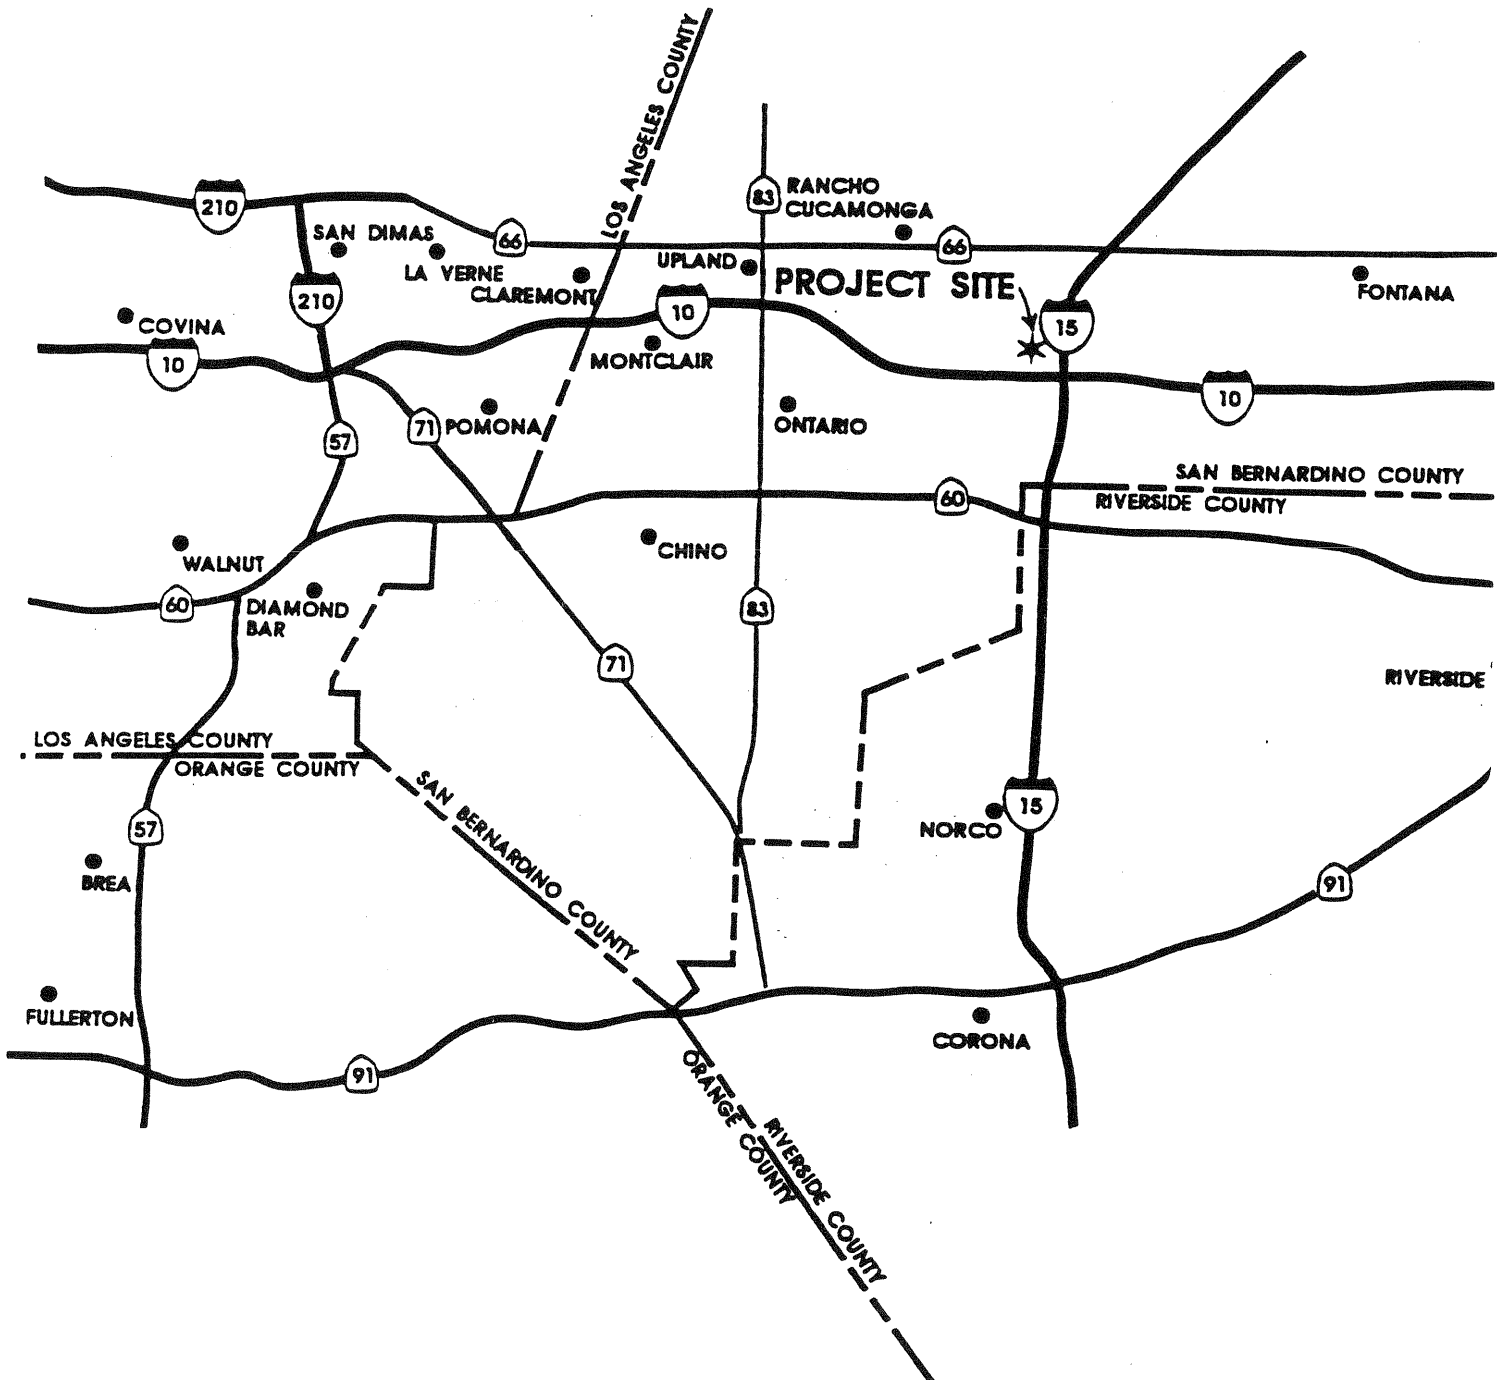 LOS ANGELES COUNTY
83
RANCHO
CUCAMONGA
210
SAN DIMAS
66
66
LA VERNE
UPLAND
CLAREMONT
PROJECT SITE
FONTANA
210
10
15
COVINA
10
MONTCLAIR
10
71
POMONA
ONTARIO
57
SAN BERNARDINO COUNTY
RIVERSIDE COUNTY
60
CHINO
WALNUT
60
DIAMOND
BAR
83
71
RIVERSIDE
LOS ANGELES COUNTY
ORANGE COUNTY
SAN BERNARDINO COUNTY
15
NORCO
57
BREA
91
FULLERTON
CORONA
91
ORANGE COUNTY
RIVERSIDE COUNTY